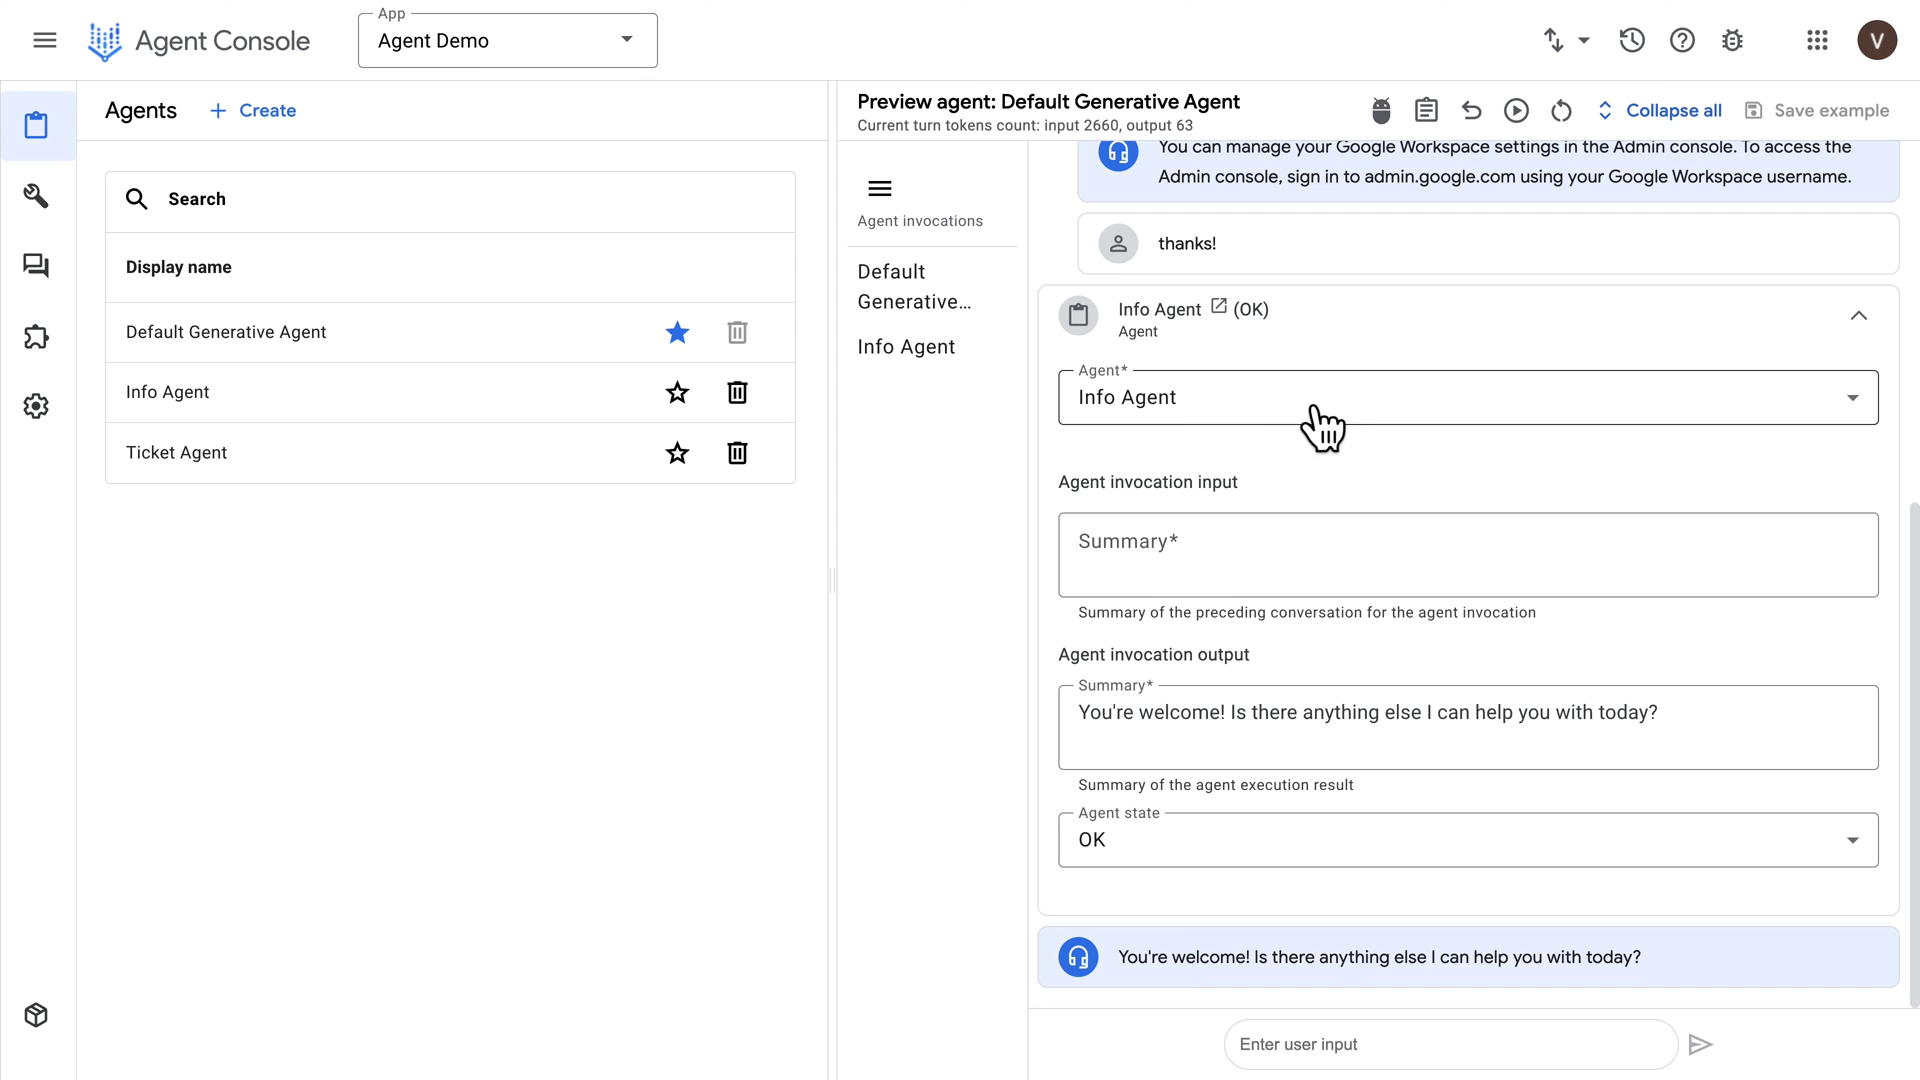 Agent Console
App
Agent Demo
V
Agents
Create
Preview agent: Default Generative Agent
Current turn tokens count: input 2660, output 63
Collapse all
Save example
Search
Display name
Default Generative Agent
Info Agent
Ticket Agent
Agent invocations
Default
Generative...
Info Agent
You can manage your Google Workspace settings in the Admin console. To access the
Admin console, sign in to admin.google.com using your Google Workspace username.
thanks!
Info Agent (OK)
Agent
Agent*
Info Agent
Agent invocation input
Summary*
Summary of the preceding conversation for the agent invocation
Agent invocation output
Summary*
You're welcome! Is there anything else I can help you with today?
Summary of the agent execution result
Agent state
OK
You're welcome! Is there anything else I can help you with today?
Enter user input